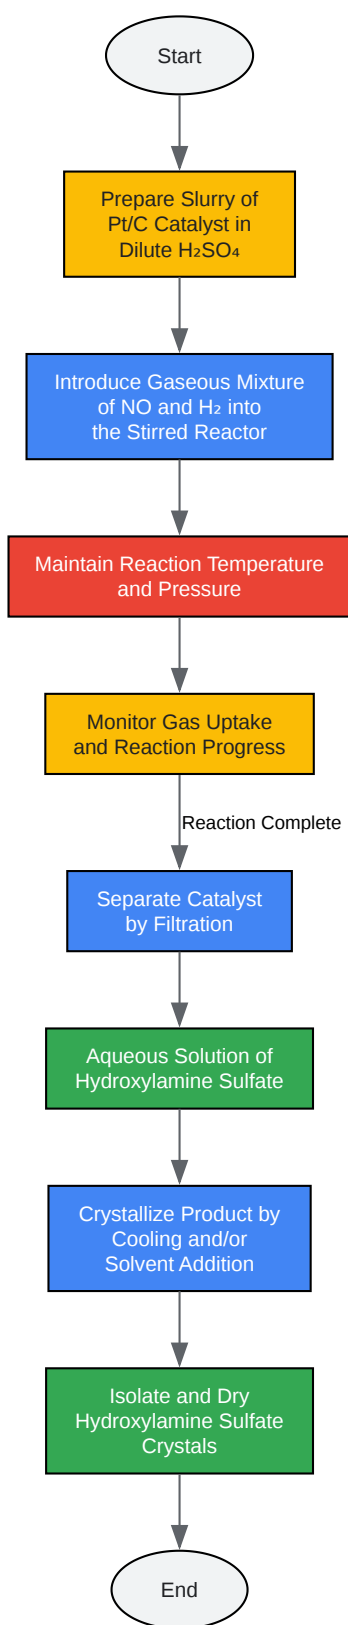 Start
Prepare Slurry of
Pt/C Catalyst in
Dilute H₂SO₄
Introduce Gaseous Mixture
of NO and H₂ into
the Stirred Reactor
Maintain Reaction Temperature
and Pressure
Monitor Gas Uptake
and Reaction Progress
Reaction Complete
Separate Catalyst
by Filtration
Aqueous Solution of
Hydroxylamine Sulfate
Crystallize Product by
Cooling and/or
Solvent Addition
Isolate and Dry
Hydroxylamine Sulfate
Crystals
End